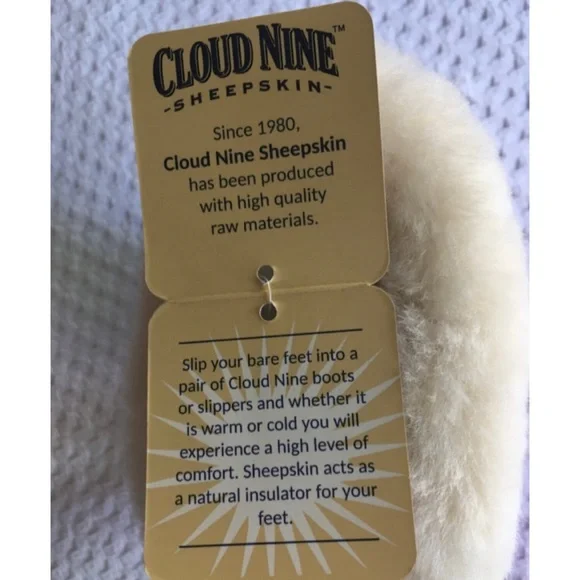 CLOUD NINE™
-SHEEPSKIN-
Since 1980,
Cloud Nine Sheepskin
has been produced
with high quality
raw materials.
Slip your bare feet into a
pair of Cloud Nine boots
or slippers and whether it
is warm or cold you will
experience a high level of
comfort. Sheepskin acts as
a natural insulator for your
feet.